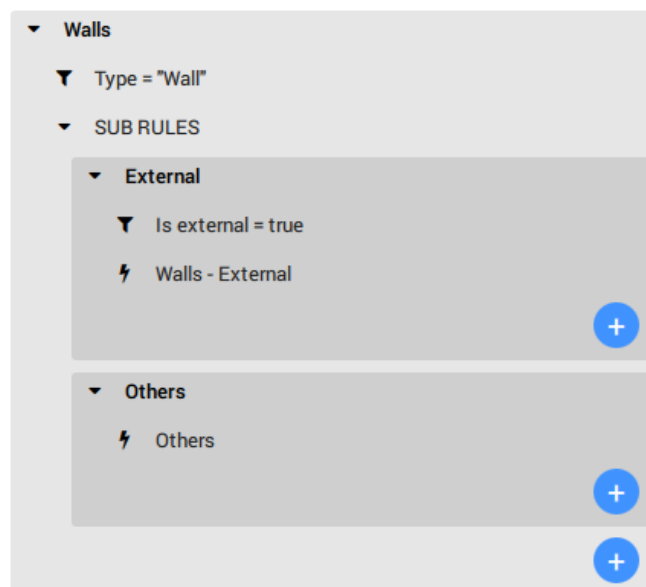 Walls
Type = "Wall"
SUB RULES
External
Is external = true
Walls - External
+
Others
Others
+
+